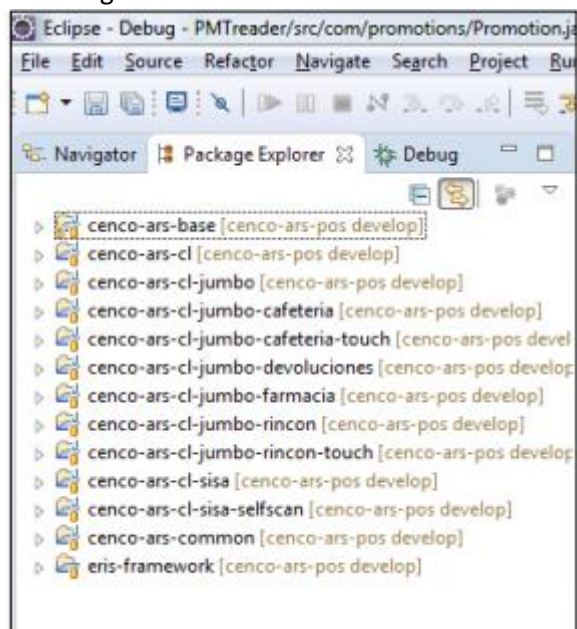 Eclipse - Debug - PMTreader/src/com/promotions/Promotion.ja
File Edit Source Refactor Navigate Search Project Run
Navigator Package Explorer Debug
cenco-ars-base [cenco-ars-pos develop]
cenco-ars-cl [cenco-ars-pos develop]
cenco-ars-cl-jumbo [cenco-ars-pos develop]
cenco-ars-cl-jumbo-cafeteria [cenco-ars-pos develop]
cenco-ars-cl-jumbo-cafeteria-touch [cenco-ars-pos devel
cenco-ars-cl-jumbo-devoluciones [cenco-ars-pos develop
cenco-ars-cl-jumbo-farmacia [cenco-ars-pos develop]
cenco-ars-cl-jumbo-rincon [cenco-ars-pos develop]
cenco-ars-cl-jumbo-rincon-touch [cenco-ars-pos develop
cenco-ars-cl-sisa [cenco-ars-pos develop]
cenco-ars-cl-sisa-selfscan [cenco-ars-pos develop]
cenco-ars-common [cenco-ars-pos develop]
eris-framework [cenco-ars-pos develop]